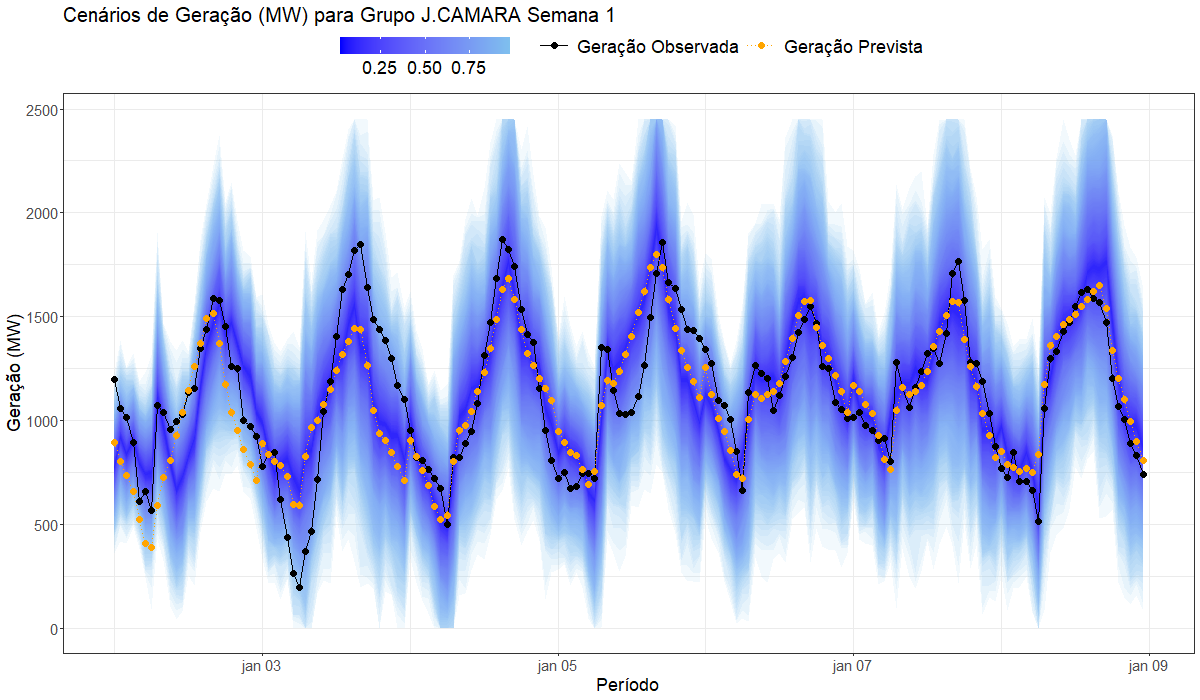 Cenários de Geração (MW) para Grupo J.CAMARA Semana 1
0.25 0.50 0.75
Geração Observada
Geração Prevista
Geração (MW)
2500
2000
1500
1000
500
0
jan 03 jan 05 jan 07 jan 09
Período